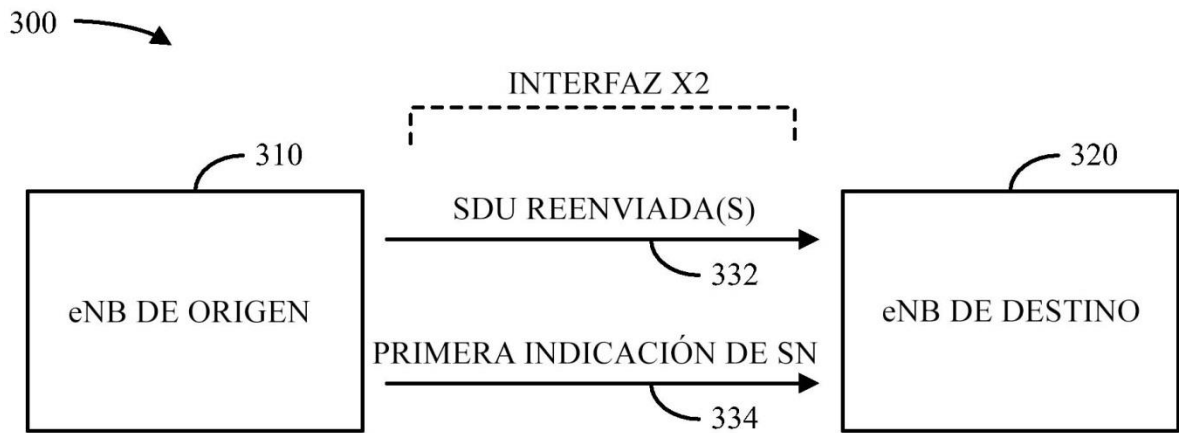 300
INTERFAZ X2
310
320
SDU REENVIADA(S)
332
eNB DE ORIGEN
eNB DE DESTINO
PRIMERA INDICACIÓN DE SN
334